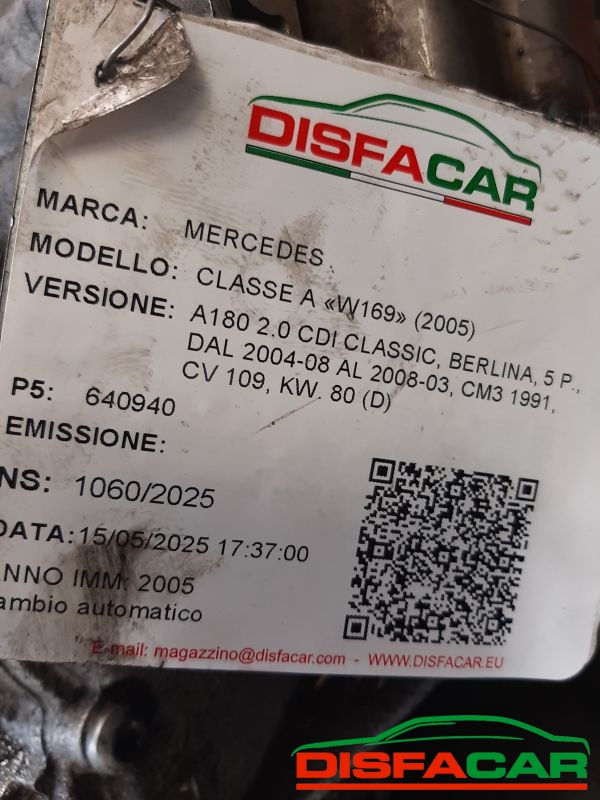 DISFACAR
MARCA: MERCEDES
MODELLO: CLASSE A «W169» (2005)
VERSIONE: A180 2.0 CDI CLASSIC, BERLINA, 5 P.,
DAL 2004-08 AL 2008-03, CM3 1991,
CV 109, KW. 80 (D)
P5: 640940
EMISSIONE:
NS: 1060/2025
DATA: 15/05/2025 17:37:00
ANNO IMM: 2005
ambio automatico
E-mail: magazzino@disfacar.com - WWW.DISFACAR.EU
DISFACAR